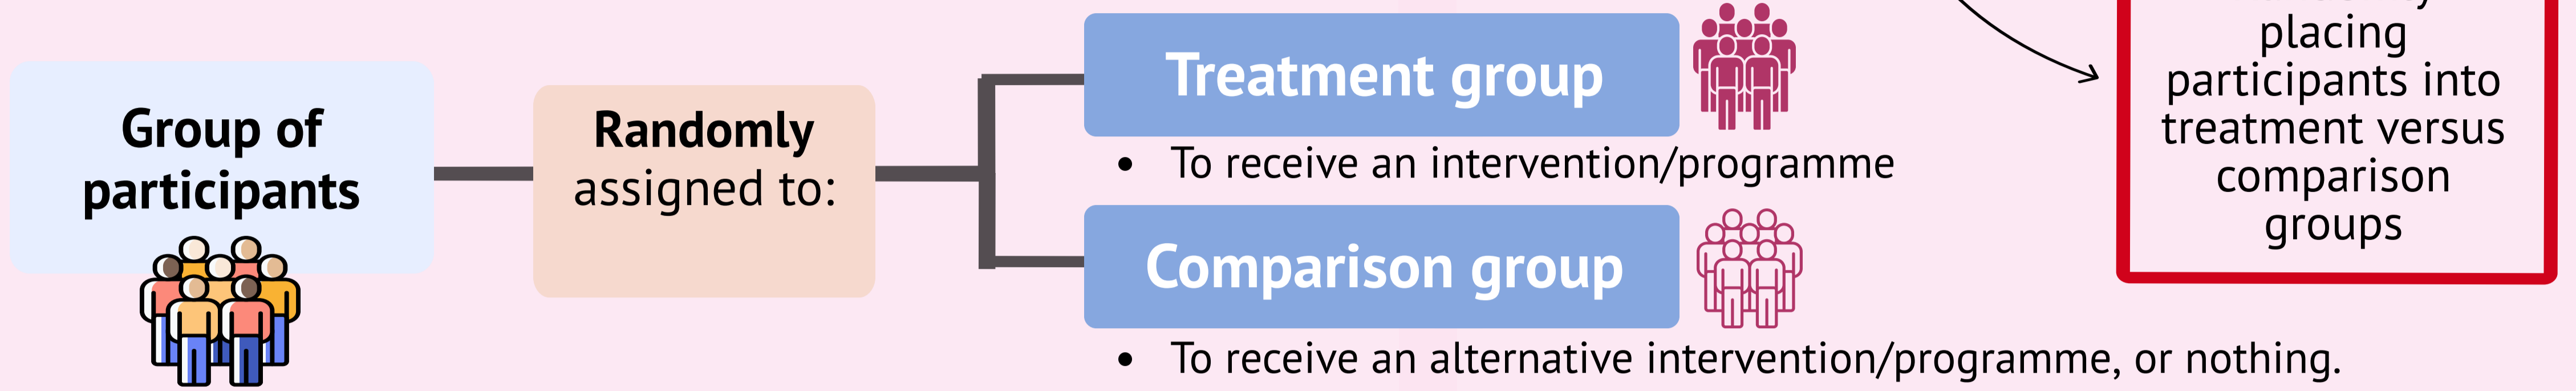 Group of
participants
Randomly
assigned to:
Treatment group
• To receive an intervention/programme
Comparison group
• To receive an alternative intervention/programme, or nothing.
placing
participants into
treatment versus
comparison
groups